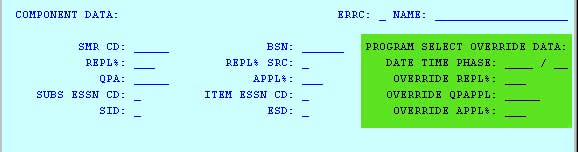 COMPONENT DATA: ERRC: _ NAME: ____________________
SMR CD: _____ BSN: ______ PROGRAM SELECT OVERRIDE DATA:
REPL%: ___ REPL% SRC: _ DATE TIME PHASE: ____ / __
QPA: _____ APPL%: ___ OVERRIDE REPL%: ___
SUBS ESSN CD: _ ITEM ESSN CD: _ OVERRIDE QPAPPL: _____
SID: _ ESD: _ OVERRIDE APPL%: ___